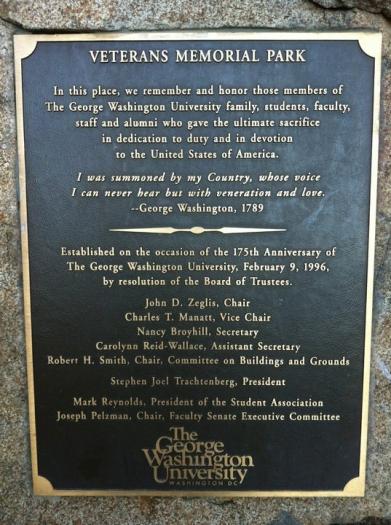 VETERANS MEMORIAL PARK
In this place, we remember and honor those members of
The George Washington University family, students, faculty,
staff and alumni who gave the ultimate sacrifice
in dedication to duty and in devotion
to the United States of America.
I was summoned by my Country, whose voice
I can never hear but with veneration and love.
--George Washington, 1789
Established on the occasion of the 175th Anniversary of
The George Washington University, February 9, 1996,
by resolution of the Board of Trustees.
John D. Zeglis, Chair
Charles T. Manatt, Vice Chair
Nancy Broyhill, Secretary
Carolynn Reid-Wallace, Assistant Secretary
Robert H. Smith, Chair, Committee on Buildings and Grounds
Stephen Joel Trachtenberg, President
Mark Reynolds, President of the Student Association
Joseph Pelzman, Chair, Faculty Senate Executive Committee
The
George
Washington
University
WASHINGTON DC